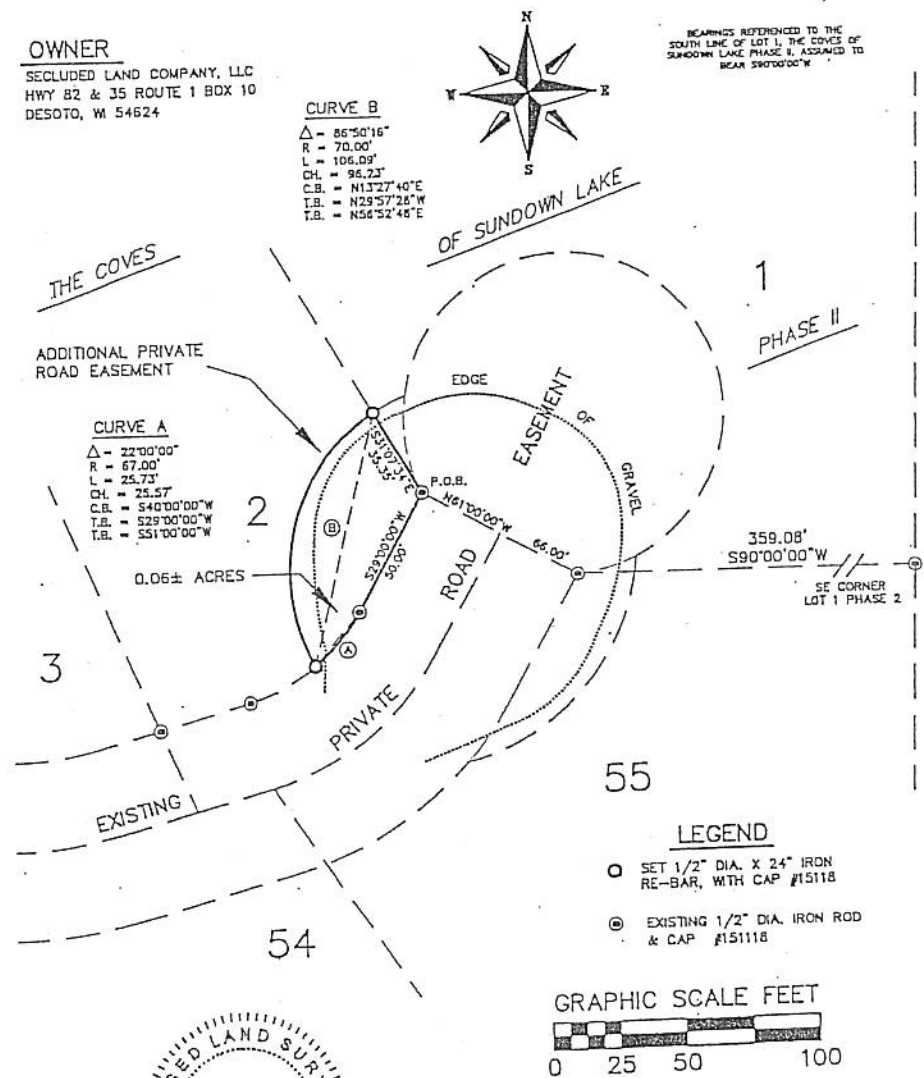 OWNER
SECLUDED LAND COMPANY, LLC
HWY 82 & 35 ROUTE 1 BOX 10
DESOTO, WI 54624
N
W
E
S
BEARINGS REFERENCED TO THE
SOUTH LINE OF LOT 1, THE COVES OF
SUNDOWN LAKE PHASE II, ASSUMED TO
BEAR S90°00'00"W
CURVE B
Δ = 86°50'16"
R = 70.00'
L = 106.09'
CH. = 96.23'
C.B. = N13°27'40"E
T.B. = N29°57'28"W
T.B. = N56°52'48"E
THE COVES
OF SUNDOWN LAKE
1
PHASE II
ADDITIONAL PRIVATE
ROAD EASEMENT
EDGE
OF
GRAVEL
EASEMENT
CURVE A
Δ = 22°00'00"
R = 67.00'
L = 25.73'
CH. = 25.57'
C.B. = S40°00'00"W
T.B. = S29°00'00"W
T.B. = S51°00'00"W
2
S31°07'34"E
35.35'
P.O.B.
N61°00'00"W
66.00'
B
S29°00'00"W
50.00'
ROAD
359.08'
S90°00'00"W
SE CORNER
LOT 1 PHASE 2
0.06± ACRES
A
3
PRIVATE
EXISTING
55
54
LEGEND
SET 1/2" DIA. X 24" IRON
RE-BAR, WITH CAP #15118
EXISTING 1/2" DIA. IRON ROD
& CAP #151118
GRAPHIC SCALE FEET
0 25 50 100
SED LAND SUR